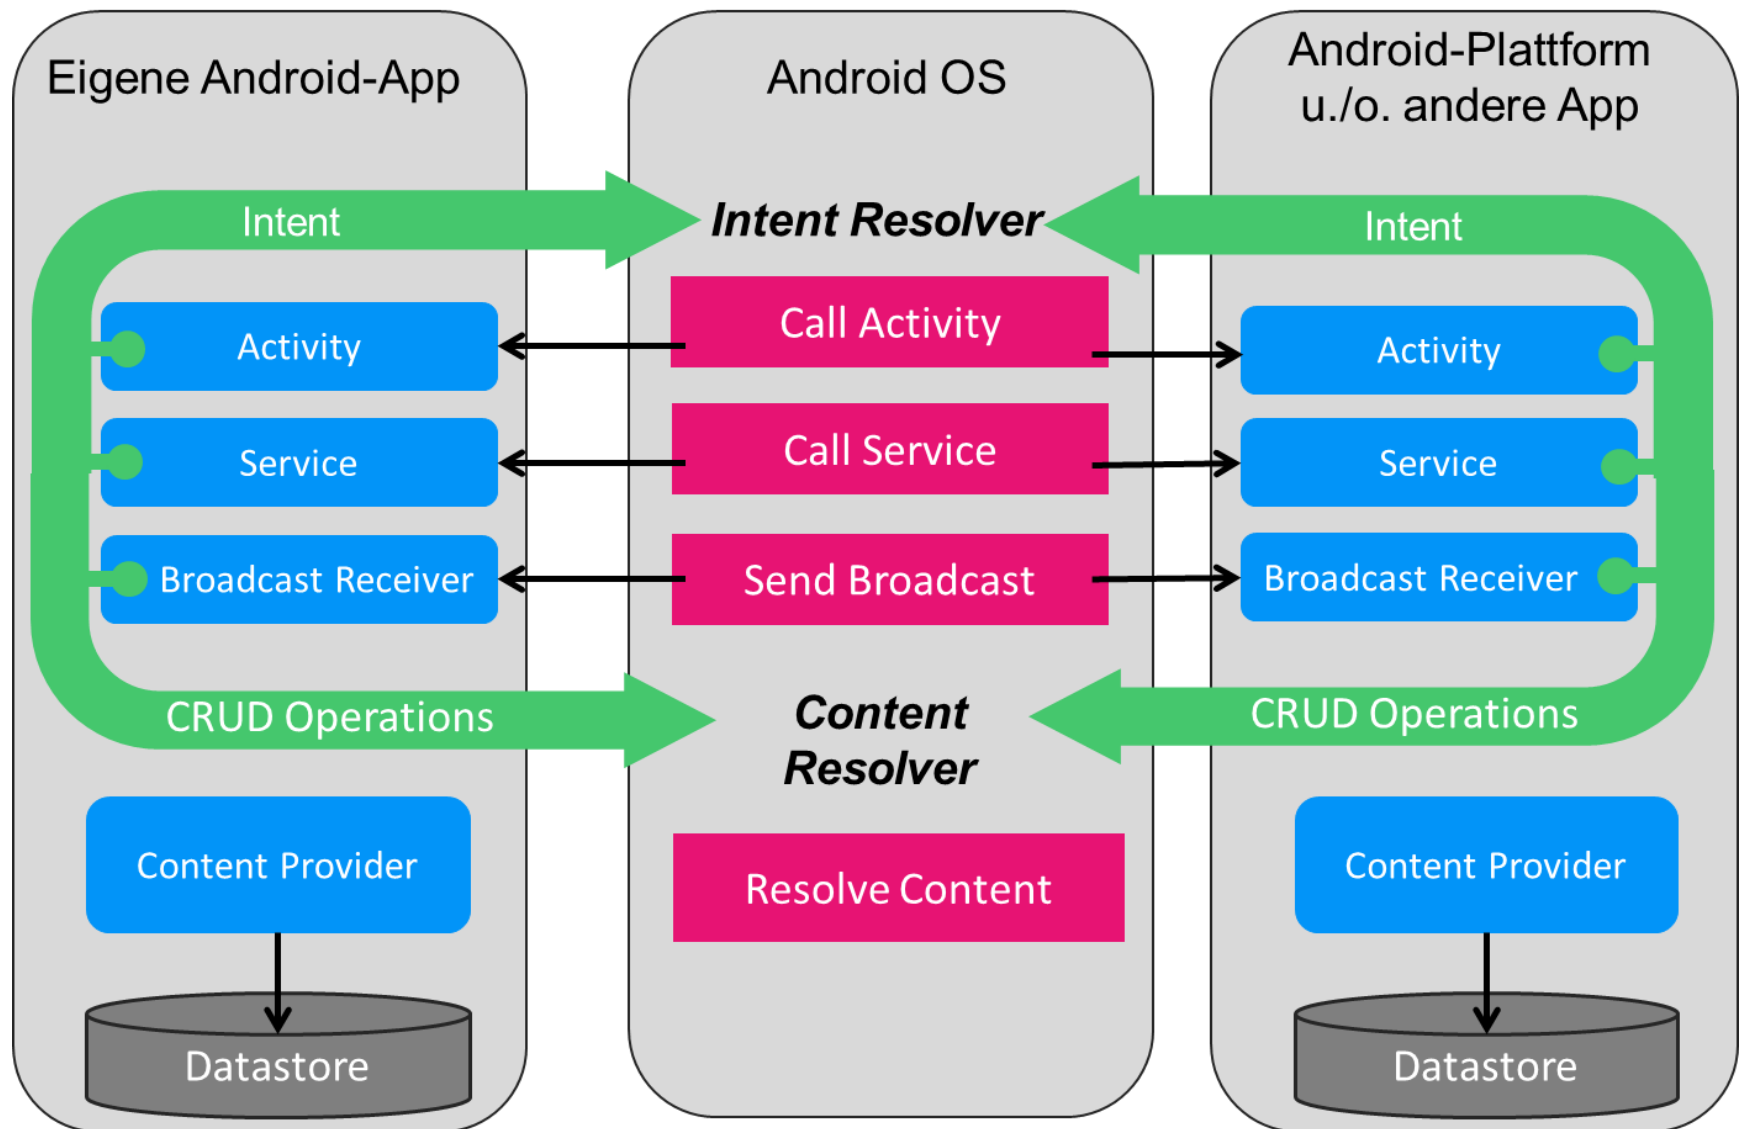 Eigene Android-App
Android OS
Android-Plattform
u./o. andere App
Intent
Intent Resolver
Intent
Activity
Call Activity
Activity
Service
Call Service
Service
Broadcast Receiver
Send Broadcast
Broadcast Receiver
CRUD Operations
Content
Resolver
CRUD Operations
Content Provider
Resolve Content
Content Provider
Datastore
Datastore